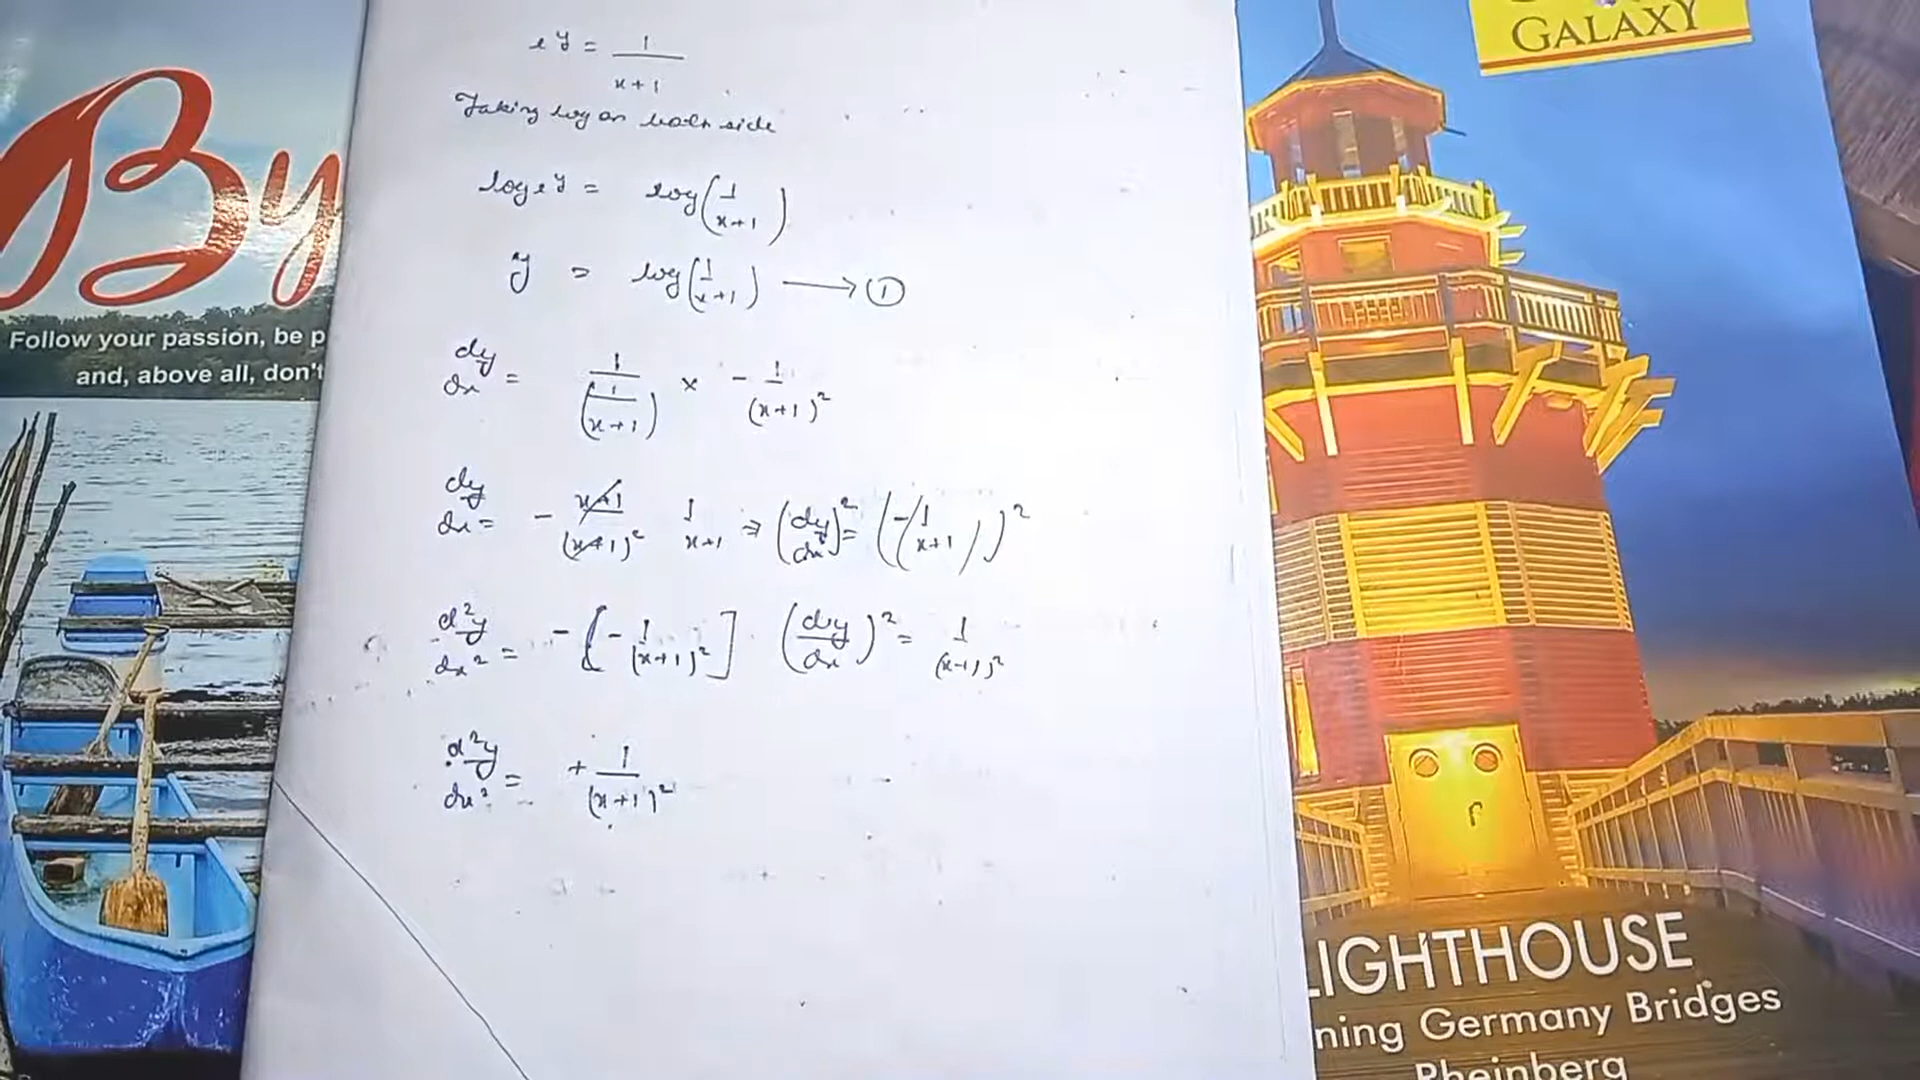 By
Follow your passion, be p
and, above all, don't
e^y = 1/(x+1)
Taking log on both side
log e^y = log(1/(x+1))
y = log(1/(x+1)) ⟶ ①
dy/dx = 1/(1/(x+1)) × - 1/(x+1)²
dy/dx = - (x+1)/(x+1)² 1/(x+1) ⇒ (dy/dx)² = (-1/(x+1))²
d²y/dx² = - [- 1/(x+1)²] (dy/dx)² = 1/(x+1)²
d²y/dx² = + 1/(x+1)²
GALAXY
LIGHTHOUSE
ning Germany Bridges
Rheinberg